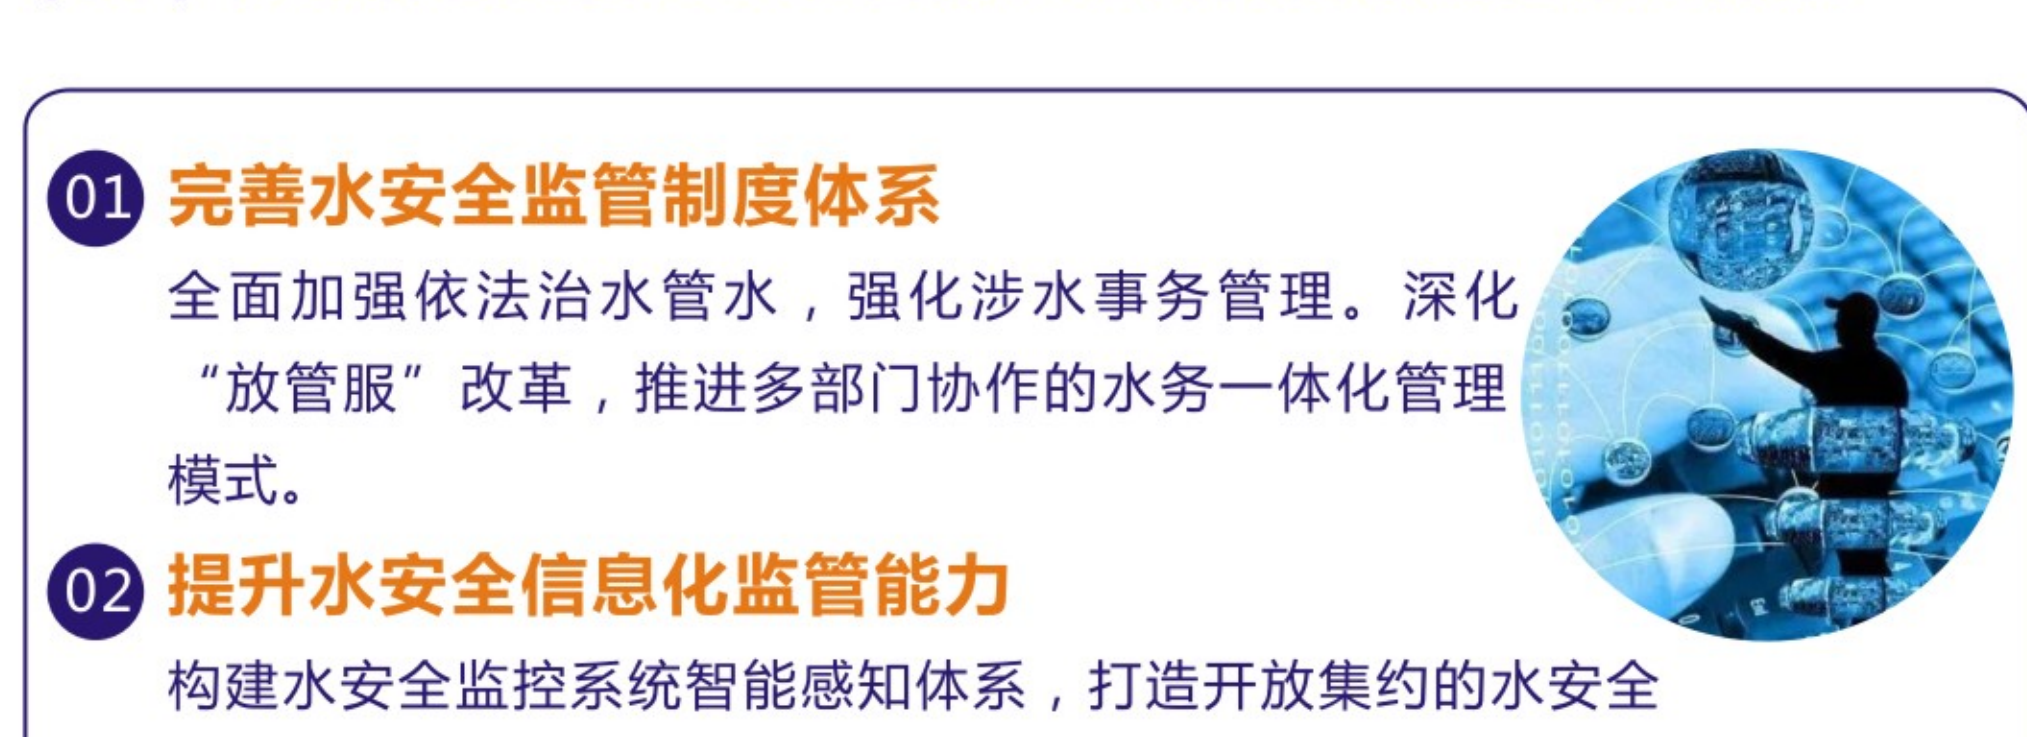 01 完善水安全监管制度体系
全面加强依法治水管水，强化涉水事务管理。深化
“放管服”改革，推进多部门协作的水务一体化管理
模式。
02 提升水安全信息化监管能力
构建水安全监控系统智能感知体系，打造开放集约的水安全